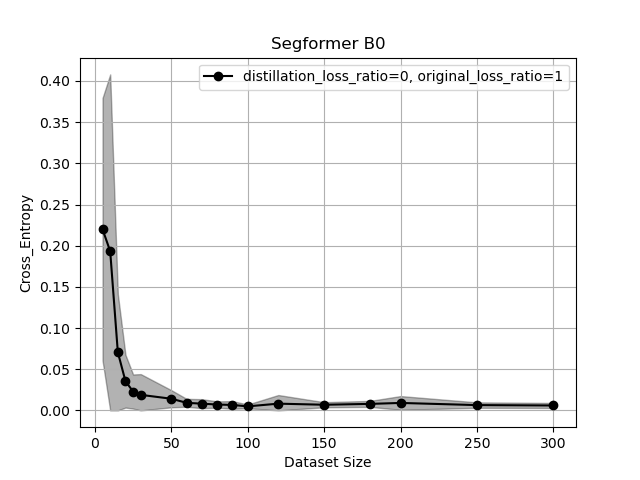 Segformer B0
distillation_loss_ratio=0, original_loss_ratio=1
0.40
0.35
0.30
0.25
0.20
0.15
0.10
0.05
0.00
Cross_Entropy
0 50 100 150 200 250 300
Dataset Size